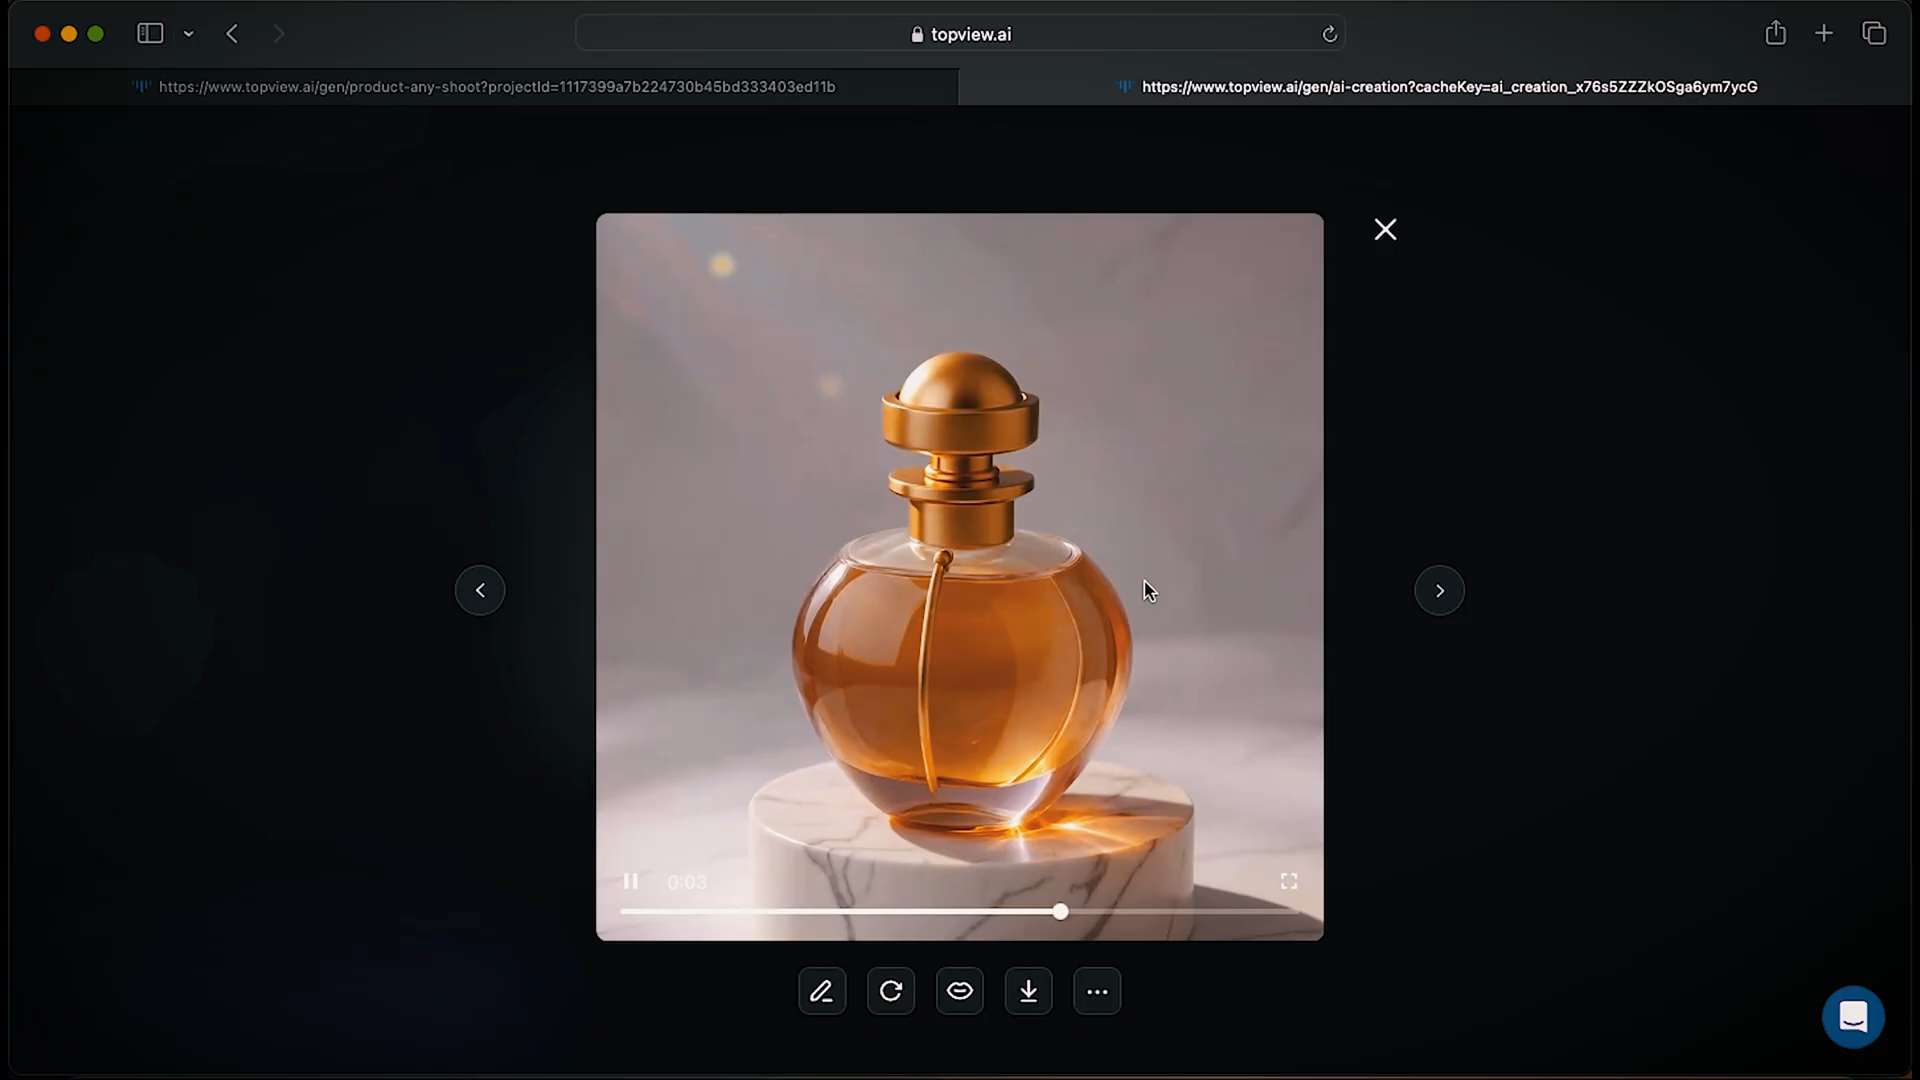 topview.ai
https://www.topview.ai/gen/product-any-shoot?projectId=1117399a7b224730b45bd333403ed11b
https://www.topview.ai/gen/ai-creation?cacheKey=ai_creation_x76s5ZZZkOSga6ym7ycG
0:03